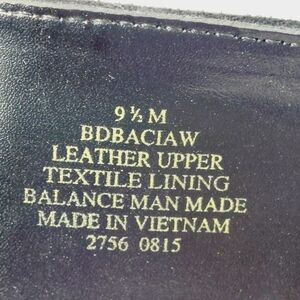 9 ½ M
BDBACIAW
LEATHER UPPER
TEXTILE LINING
BALANCE MAN MADE
MADE IN VIETNAM
2756 0815